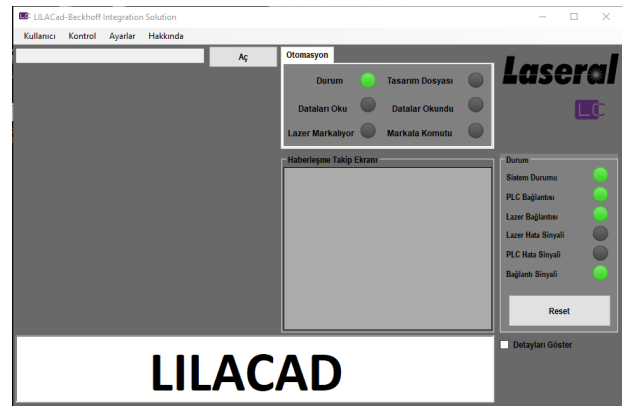 LILACad-Beckhoff Integration Solution
Kullanıcı Kontrol Ayarlar Hakkında
Aç
Otomasyon
Durum Tasarım Dosyası
Dataları Oku Datalar Okundu
Lazer Markalıyor Markala Komutu
Laseral
LC
Haberleşme Takip Ekranı
Durum
Sistem Durumu
PLC Bağlantısı
Lazer Bağlantısı
Lazer Hata Sinyali
PLC Hata Sinyali
Bağlantı Sinyali
Reset
Detayları Göster
LILACAD